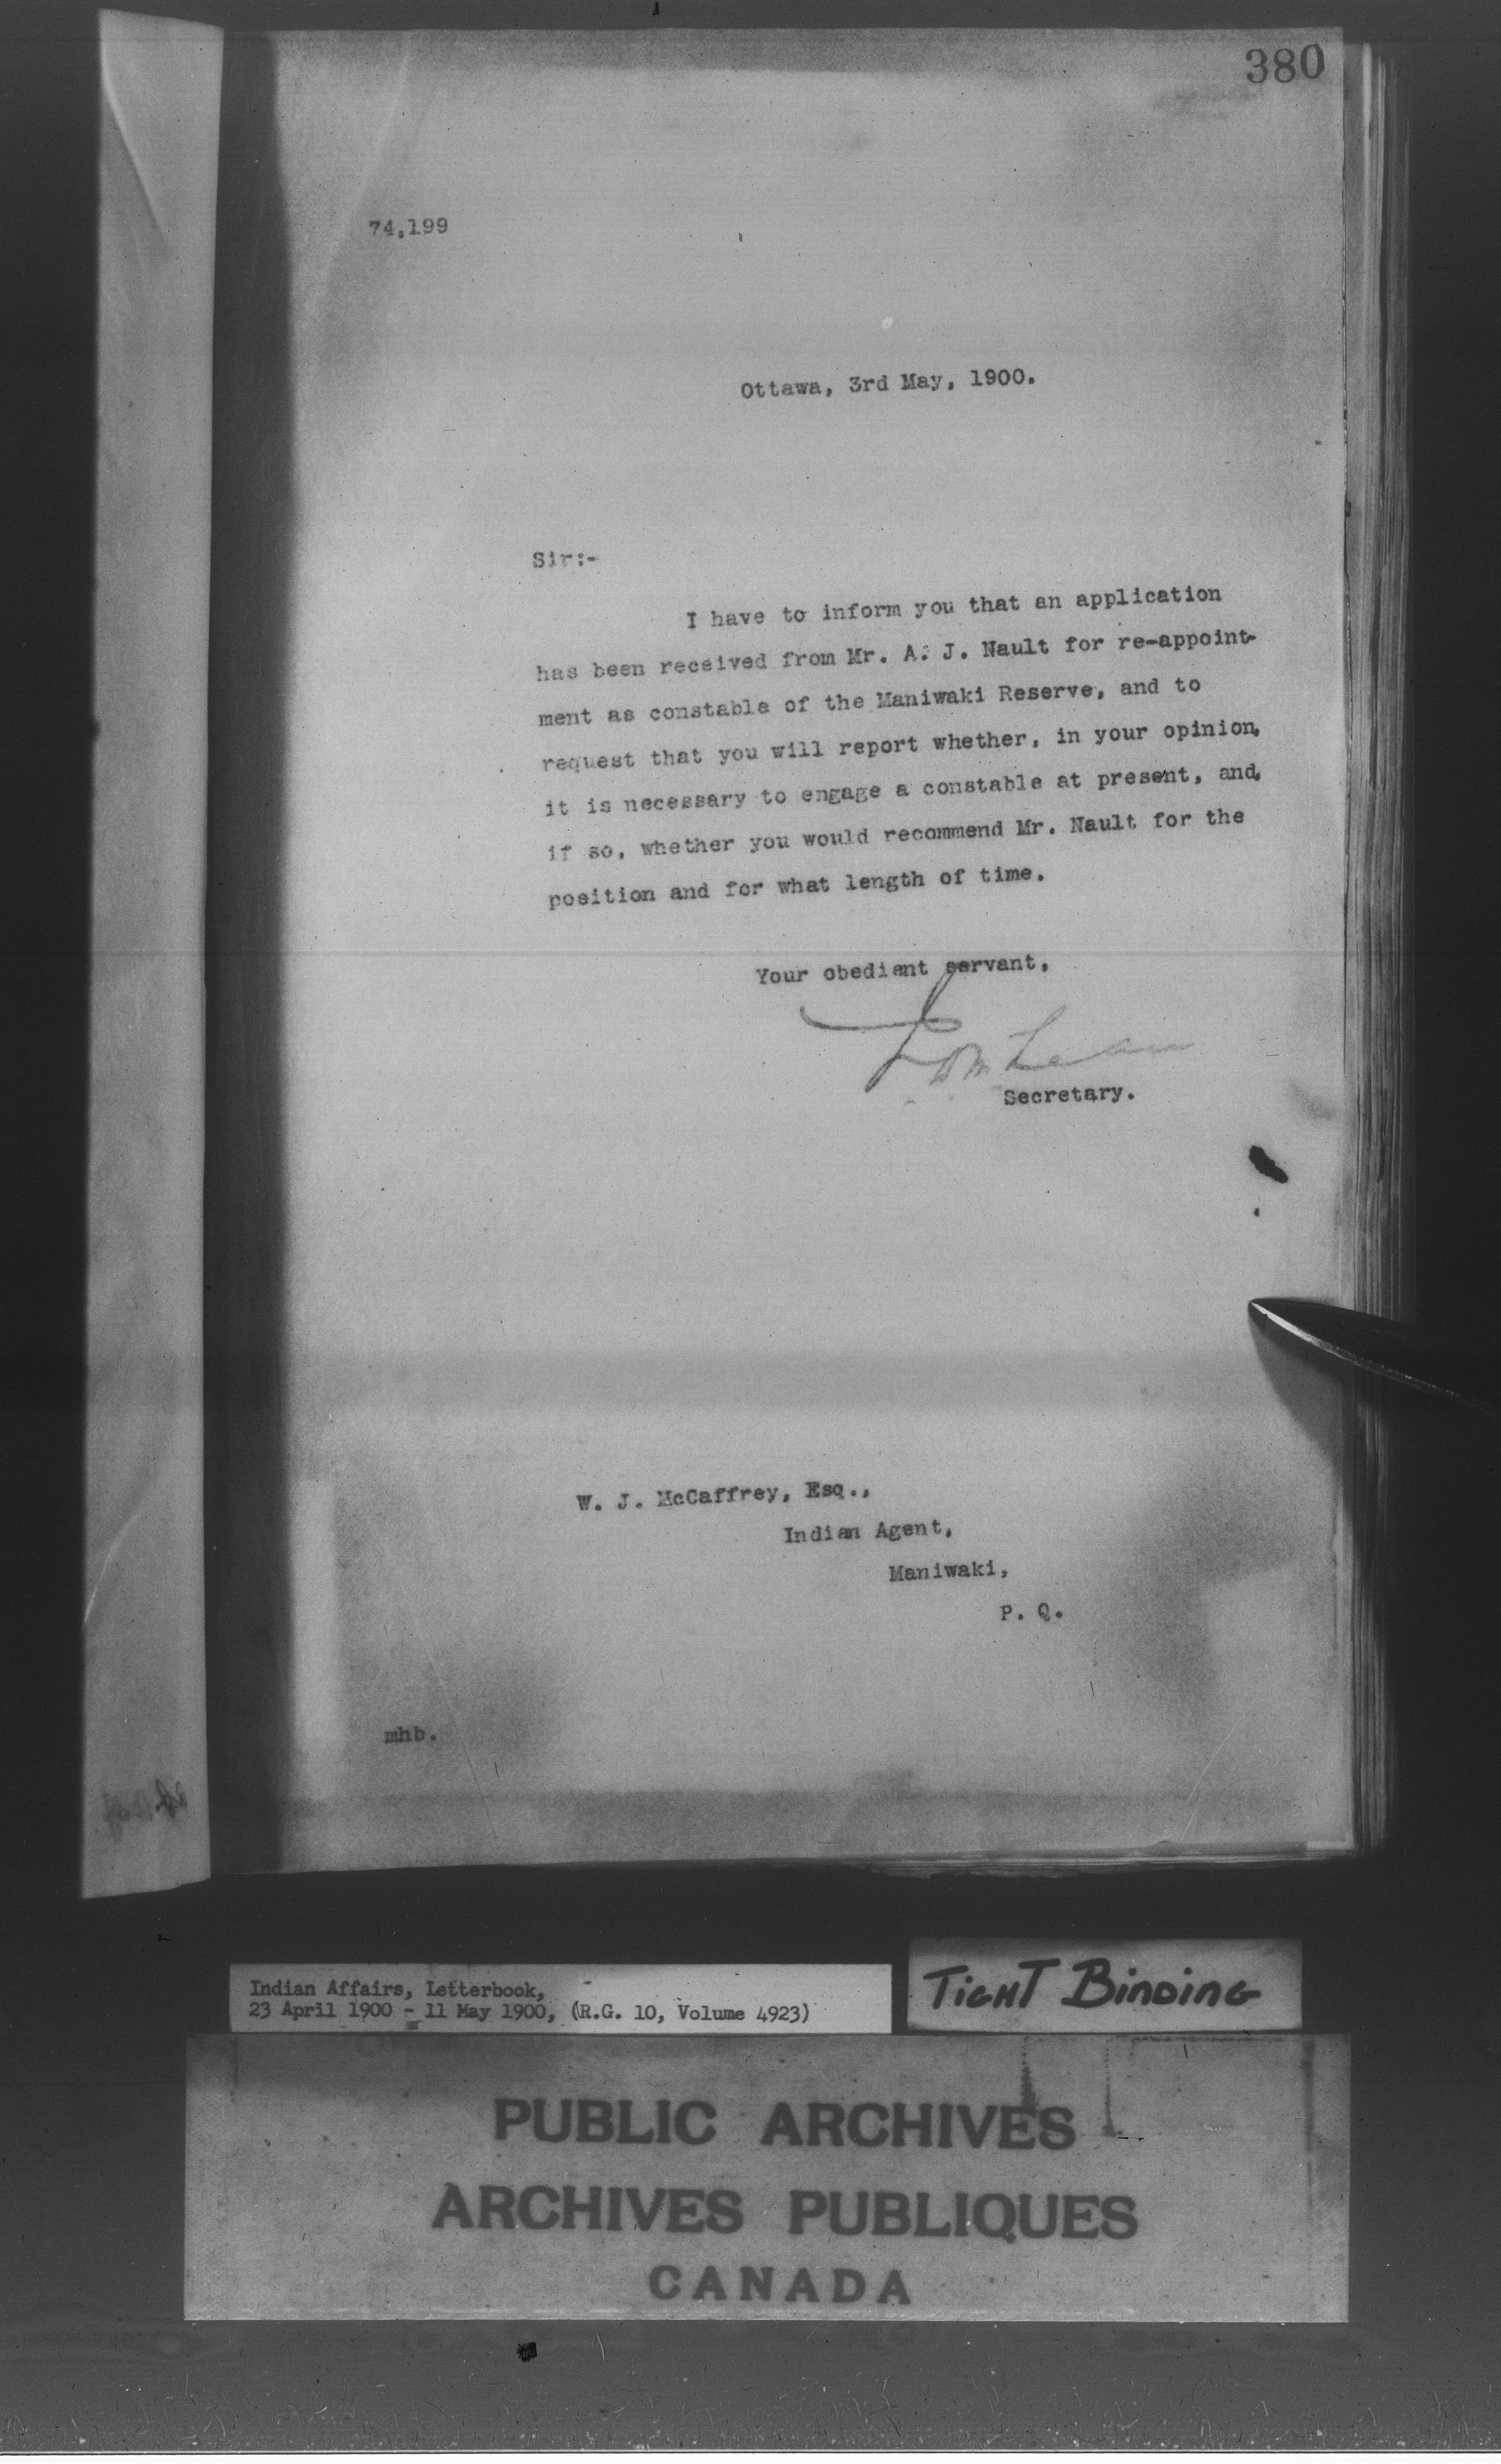 380
74,199
Ottawa, 3rd May, 1900.
Sir:-
I have to inform you that an application
has been received from Mr. A. J. Nault for re-appoint-
ment as constable of the Maniwaki Reserve, and to
request that you will report whether, in your opinion,
it is necessary to engage a constable at present, and,
if so, whether you would recommend Mr. Nault for the
position and for what length of time.
Your obedient servant,
Secretary.
W. J. McCaffrey, Esq.,
Indian Agent,
Maniwaki,
P. Q.
mhb.
Indian Affairs, Letterbook,
23 April 1900 - 11 May 1900, (R.G. 10, Volume 4923)
TIGHT BINDING
PUBLIC ARCHIVES
ARCHIVES PUBLIQUES
CANADA